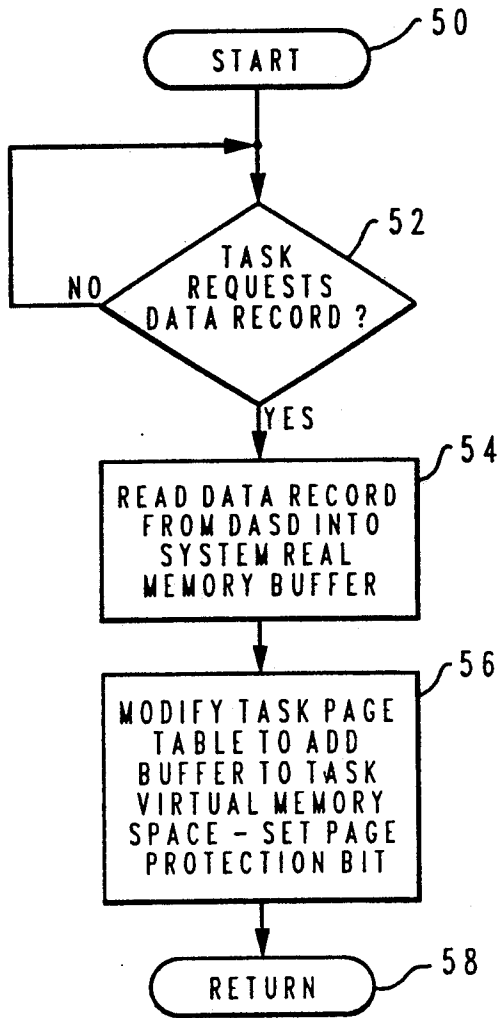 50
START
52
TASK
REQUESTS
DATA RECORD ?
NO
YES
54
READ DATA RECORD
FROM DASD INTO
SYSTEM REAL
MEMORY BUFFER
56
MODIFY TASK PAGE
TABLE TO ADD
BUFFER TO TASK
VIRTUAL MEMORY
SPACE – SET PAGE
PROTECTION BIT
58
RETURN